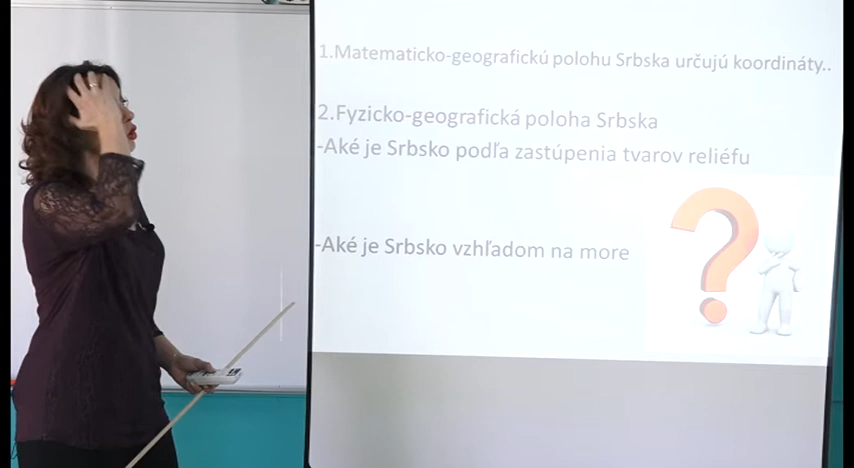 1.Matematicko-geografickú polohu Srbska určujú koordináty..
2.Fyzicko-geografická poloha Srbska
-Aké je Srbsko podľa zastúpenia tvarov reliéfu
-Aké je Srbsko vzhľadom na more